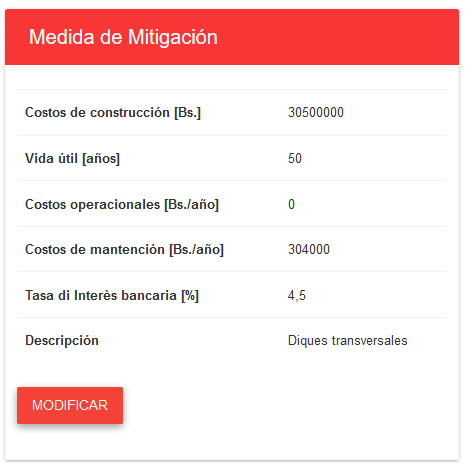 Medida de Mitigación
Costos de construcción [Bs.] 30500000
Vida útil [años] 50
Costos operacionales [Bs./año] 0
Costos de mantención [Bs./año] 304000
Tasa di Interès bancaria [%] 4,5
Descripción Diques transversales
MODIFICAR